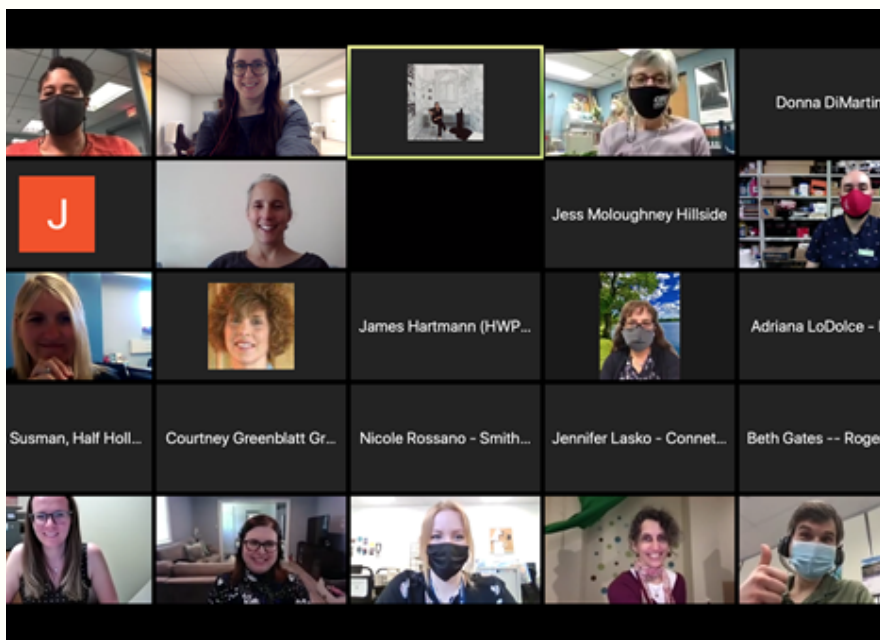 Donna DiMartin
J
Jess Moloughney Hillside
James Hartmann (HWP...
Adriana LoDolce -
Susman, Half Holl...
Courtney Greenblatt Gr...
Nicole Rossano - Smith...
Jennifer Lasko - Connet...
Beth Gates -- Roge